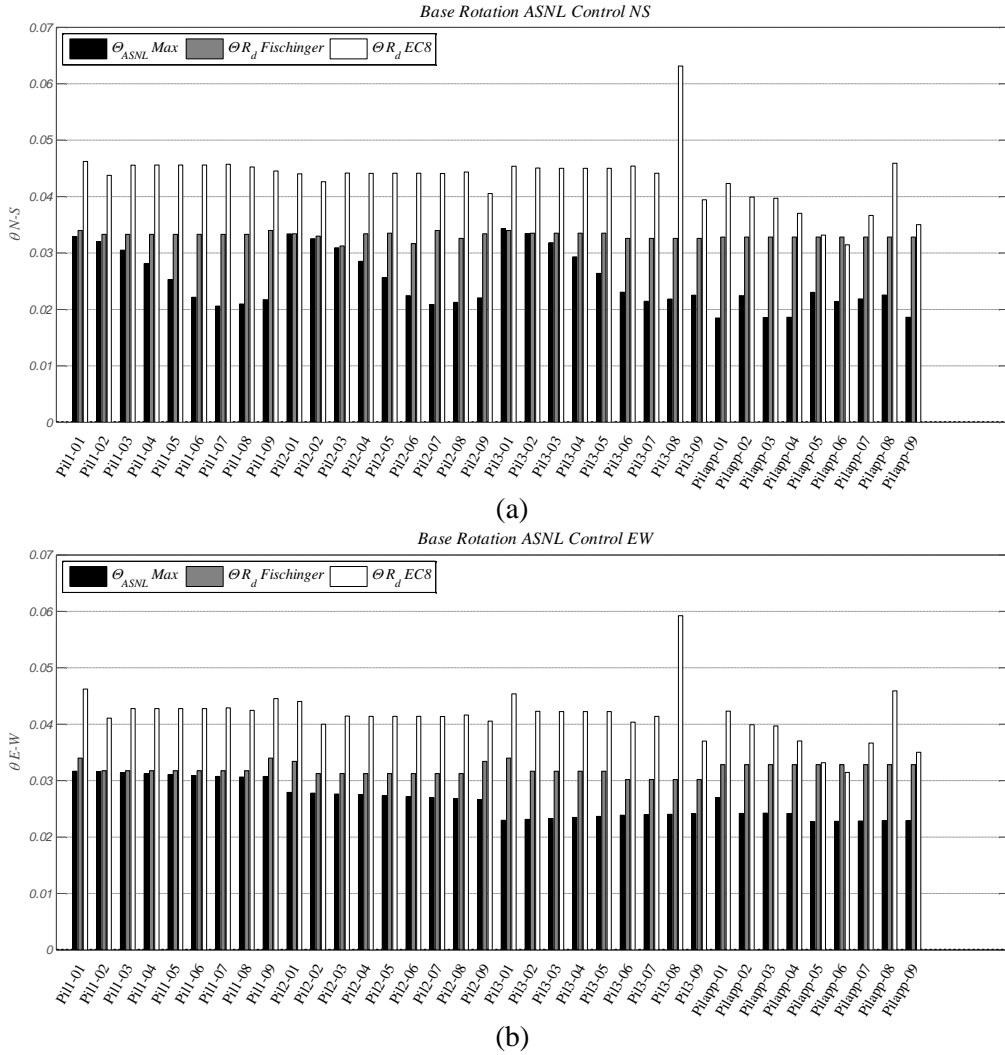 Base Rotation ASNL Control NS
0.07
0.06
0.05
0.04
0.03
0.02
0.01
0
θ N-S
Θ_ASNL Max
Θ R_d Fischinger
Θ R_d EC8
Pil1-01
Pil1-02
Pil1-03
Pil1-04
Pil1-05
Pil1-06
Pil1-07
Pil1-08
Pil1-09
Pil2-01
Pil2-02
Pil2-03
Pil2-04
Pil2-05
Pil2-06
Pil2-07
Pil2-08
Pil2-09
Pil3-01
Pil3-02
Pil3-03
Pil3-04
Pil3-05
Pil3-06
Pil3-07
Pil3-08
Pil3-09
Pilapp-01
Pilapp-02
Pilapp-03
Pilapp-04
Pilapp-05
Pilapp-06
Pilapp-07
Pilapp-08
Pilapp-09
(a)
Base Rotation ASNL Control EW
0.07
0.06
0.05
0.04
0.03
0.02
0.01
0
θ E-W
Θ_ASNL Max
Θ R_d Fischinger
Θ R_d EC8
Pil1-01
Pil1-02
Pil1-03
Pil1-04
Pil1-05
Pil1-06
Pil1-07
Pil1-08
Pil1-09
Pil2-01
Pil2-02
Pil2-03
Pil2-04
Pil2-05
Pil2-06
Pil2-07
Pil2-08
Pil2-09
Pil3-01
Pil3-02
Pil3-03
Pil3-04
Pil3-05
Pil3-06
Pil3-07
Pil3-08
Pil3-09
Pilapp-01
Pilapp-02
Pilapp-03
Pilapp-04
Pilapp-05
Pilapp-06
Pilapp-07
Pilapp-08
Pilapp-09
(b)